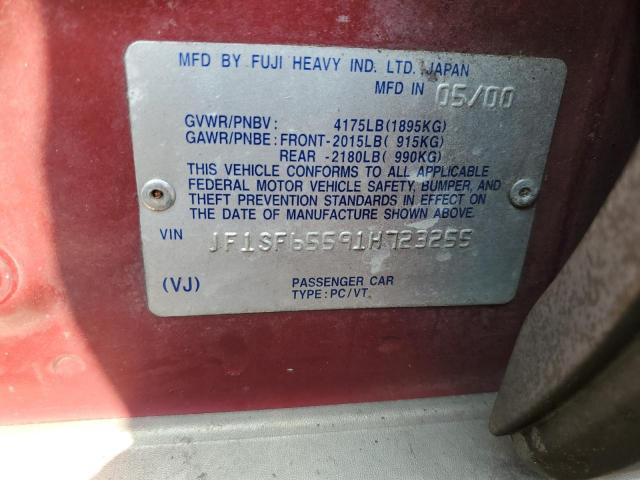 MFD BY FUJI HEAVY IND. LTD. JAPAN
MFD IN 05/00
GVWR/PNBV: 4175LB(1895KG)
GAWR/PNBE: FRONT-2015LB( 915KG)
REAR -2180LB( 990KG)
THIS VEHICLE CONFORMS TO ALL APPLICABLE
FEDERAL MOTOR VEHICLE SAFETY, BUMPER, AND
THEFT PREVENTION STANDARDS IN EFFECT ON
THE DATE OF MANUFACTURE SHOWN ABOVE.
VIN JF1SF65591H723255
(VJ) PASSENGER CAR
TYPE: PC/VT